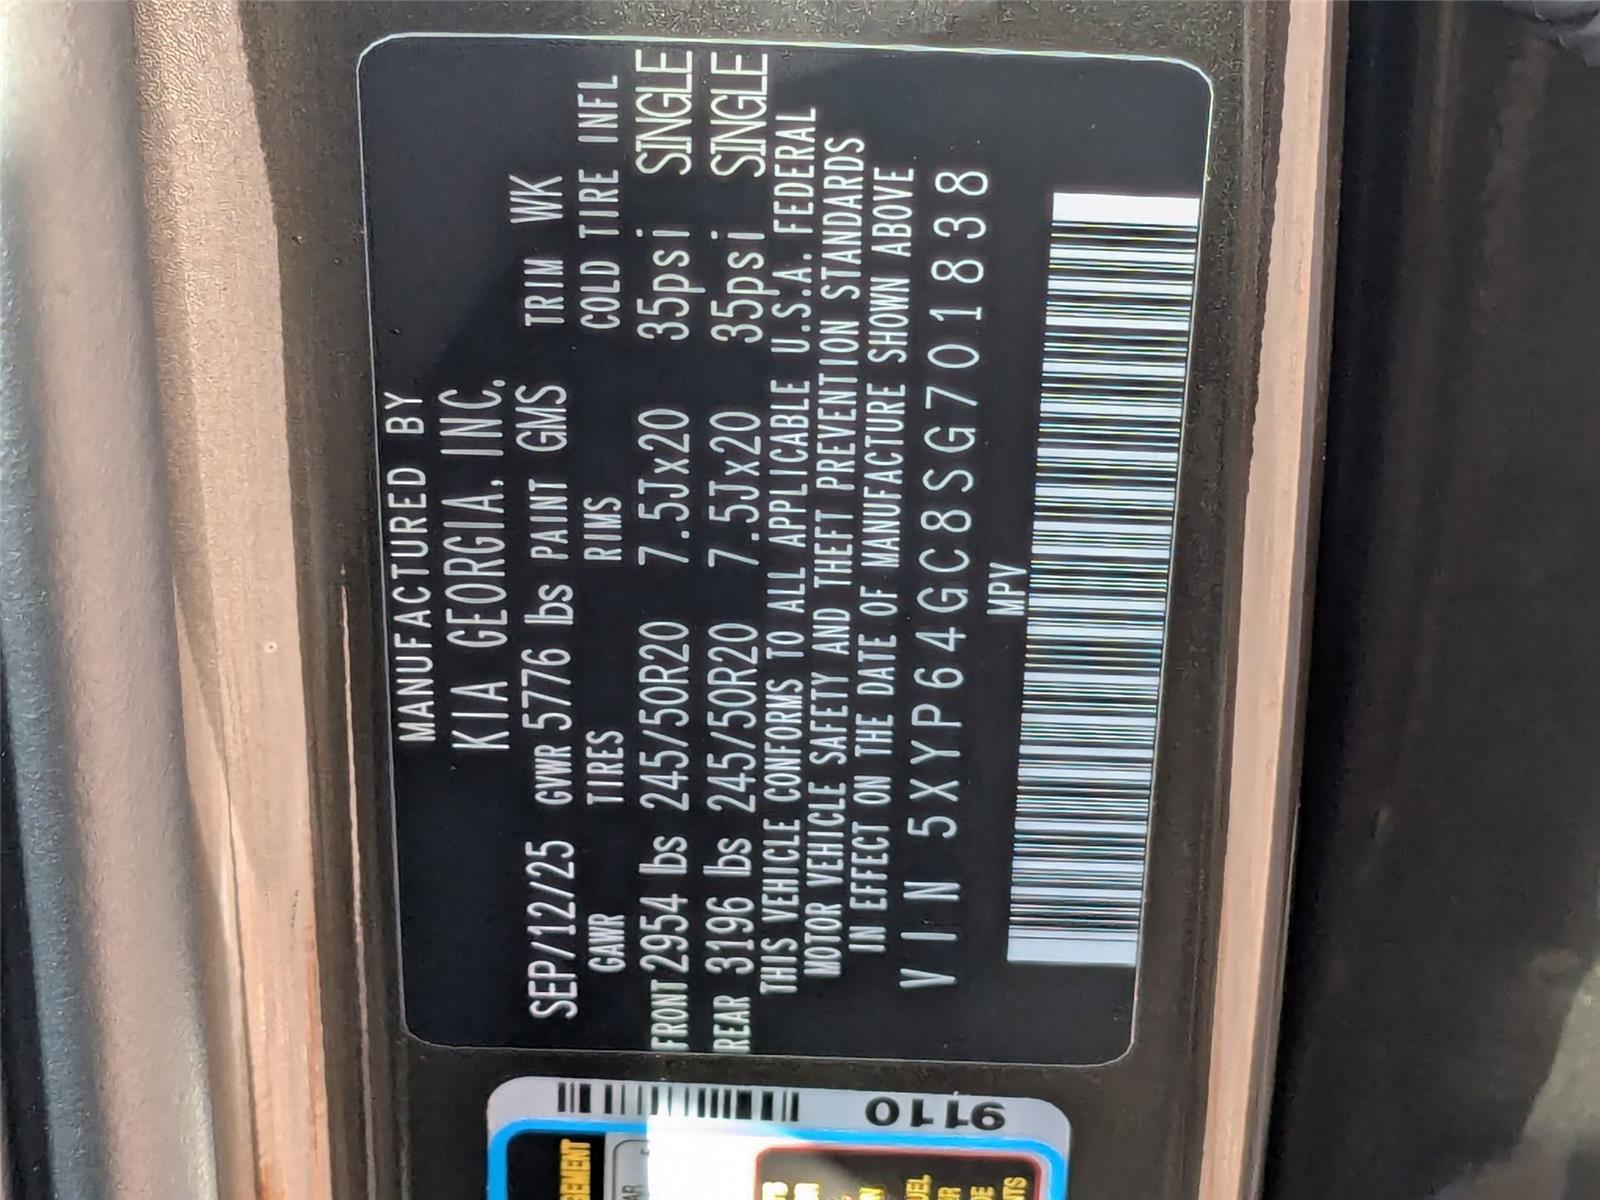 MANUFACTURED BY
KIA GEORGIA, INC.
SEP/12/25 GVWR 5776 lbs PAINT GMS TRIM WK
GAWR TIRES RIMS COLD TIRE INFL
FRONT 2954 lbs 245/50R20 7.5Jx20 35psi SINGLE
REAR 3196 lbs 245/50R20 7.5Jx20 35psi SINGLE
THIS VEHICLE CONFORMS TO ALL APPLICABLE U.S.A. FEDERAL
MOTOR VEHICLE SAFETY AND THEFT PREVENTION STANDARDS
IN EFFECT ON THE DATE OF MANUFACTURE SHOWN ABOVE
VIN 5XYP64GC8SG701838
MPV
9110